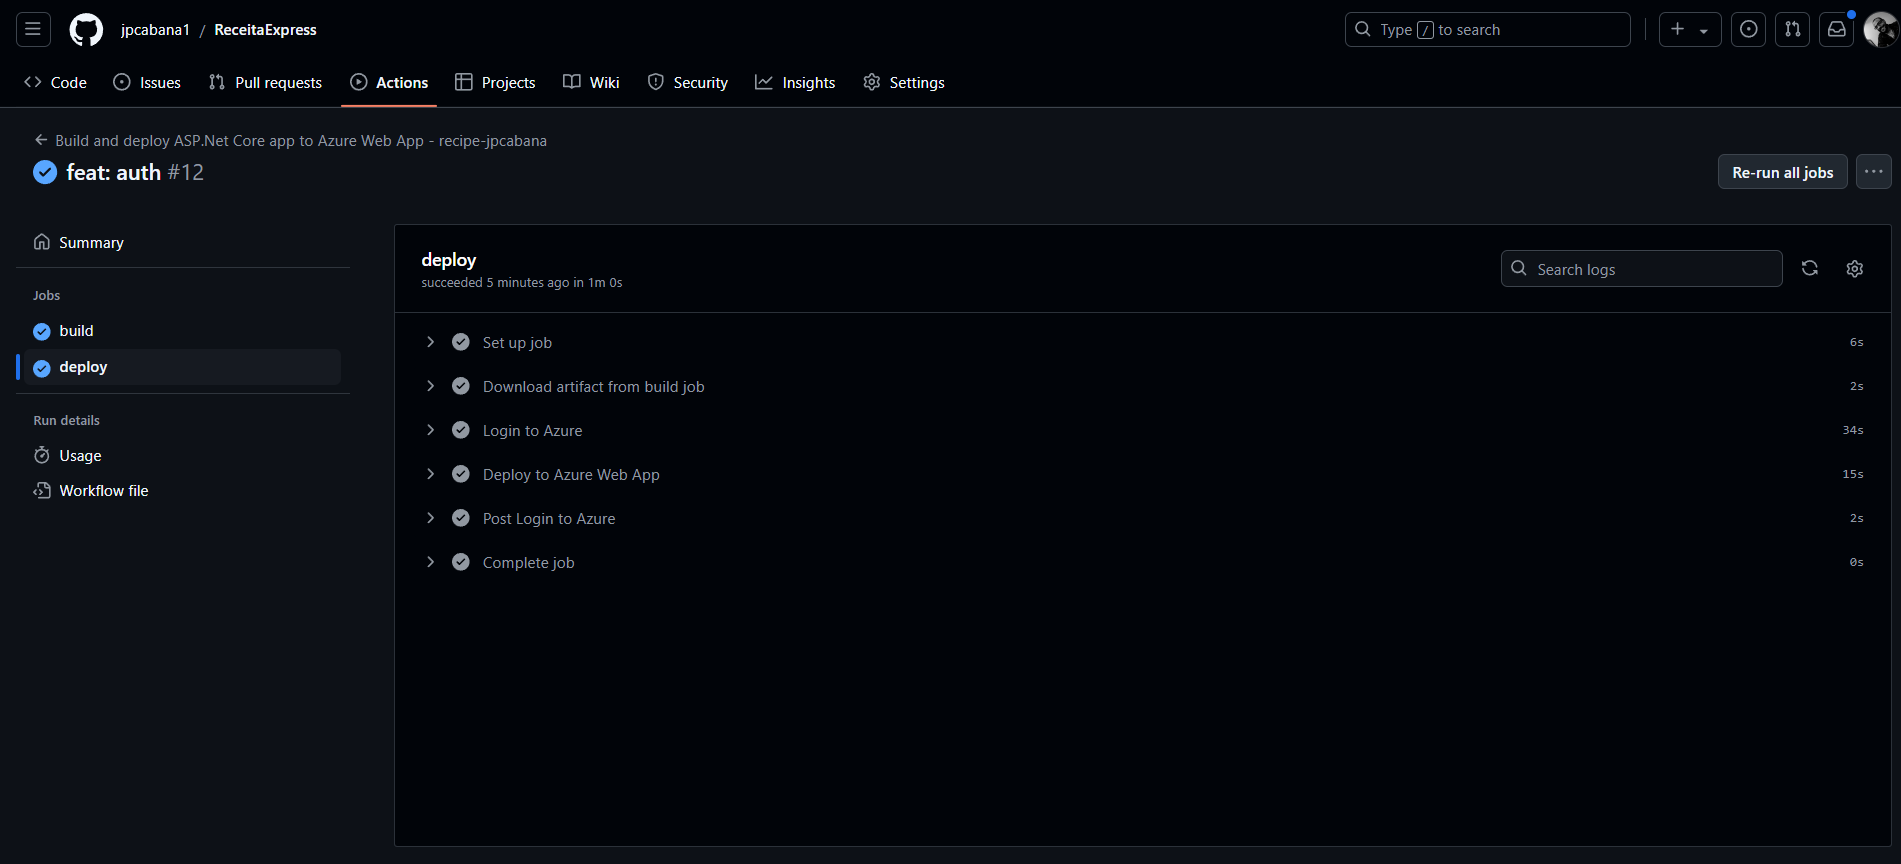 jpcabana1 / ReceitaExpress
Type / to search
Code Issues Pull requests Actions Projects Wiki Security Insights Settings
Build and deploy ASP.Net Core app to Azure Web App - recipe-jpcabana
feat: auth #12
Re-run all jobs
Summary
Jobs
build
deploy
Run details
Usage
Workflow file
deploy
succeeded 5 minutes ago in 1m 0s
Search logs
Set up job 6s
Download artifact from build job 2s
Login to Azure 34s
Deploy to Azure Web App 15s
Post Login to Azure 2s
Complete job 0s